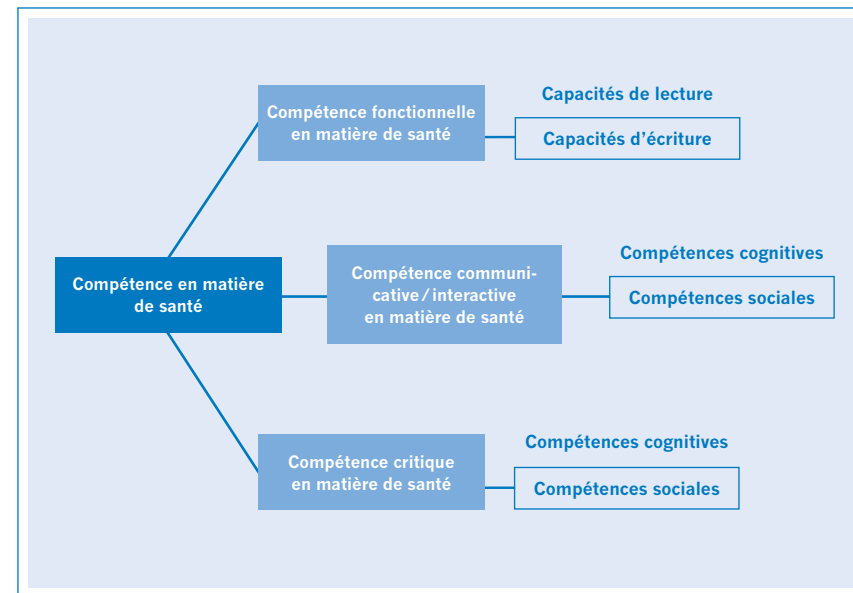 Capacités de lecture
Compétence fonctionnelle
en matière de santé
Capacités d'écriture
Compétences cognitives
Compétence en matière
de santé
Compétence communi-
cative/interactive
en matière de santé
Compétences sociales
Compétences cognitives
Compétence critique
en matière de santé
Compétences sociales